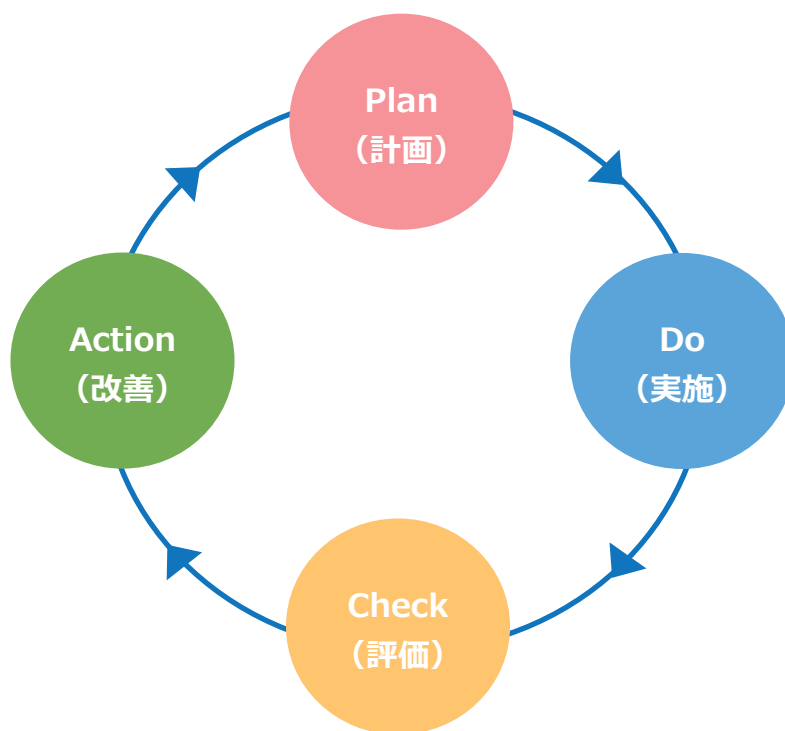 Plan
（計画）
Do
（実施）
Check
（評価）
Action
（改善）